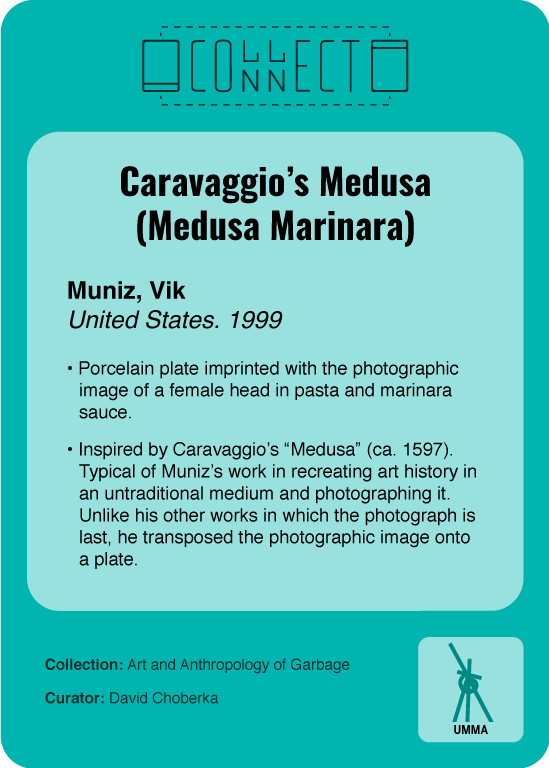 COLLECT
CONNECT
Caravaggio’s Medusa
(Medusa Marinara)
Muniz, Vik
United States. 1999
• Porcelain plate imprinted with the photographic
image of a female head in pasta and marinara
sauce.
• Inspired by Caravaggio’s “Medusa” (ca. 1597).
Typical of Muniz’s work in recreating art history in
an untraditional medium and photographing it.
Unlike his other works in which the photograph is
last, he transposed the photographic image onto
a plate.
Collection: Art and Anthropology of Garbage
Curator: David Choberka
UMMA